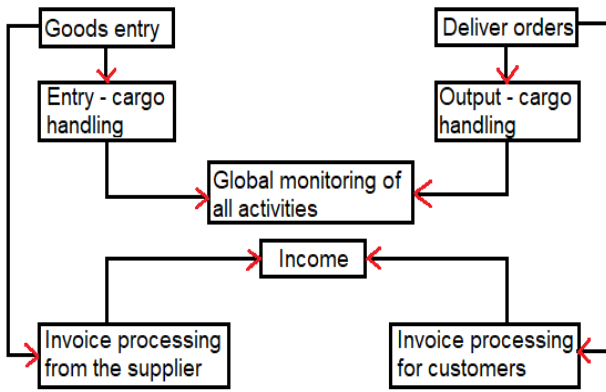 Goods entry
Deliver orders
Entry - cargo
handling
Output - cargo
handling
Global monitoring of
all activities
Income
Invoice processing
from the supplier
Invoice processing
for customers